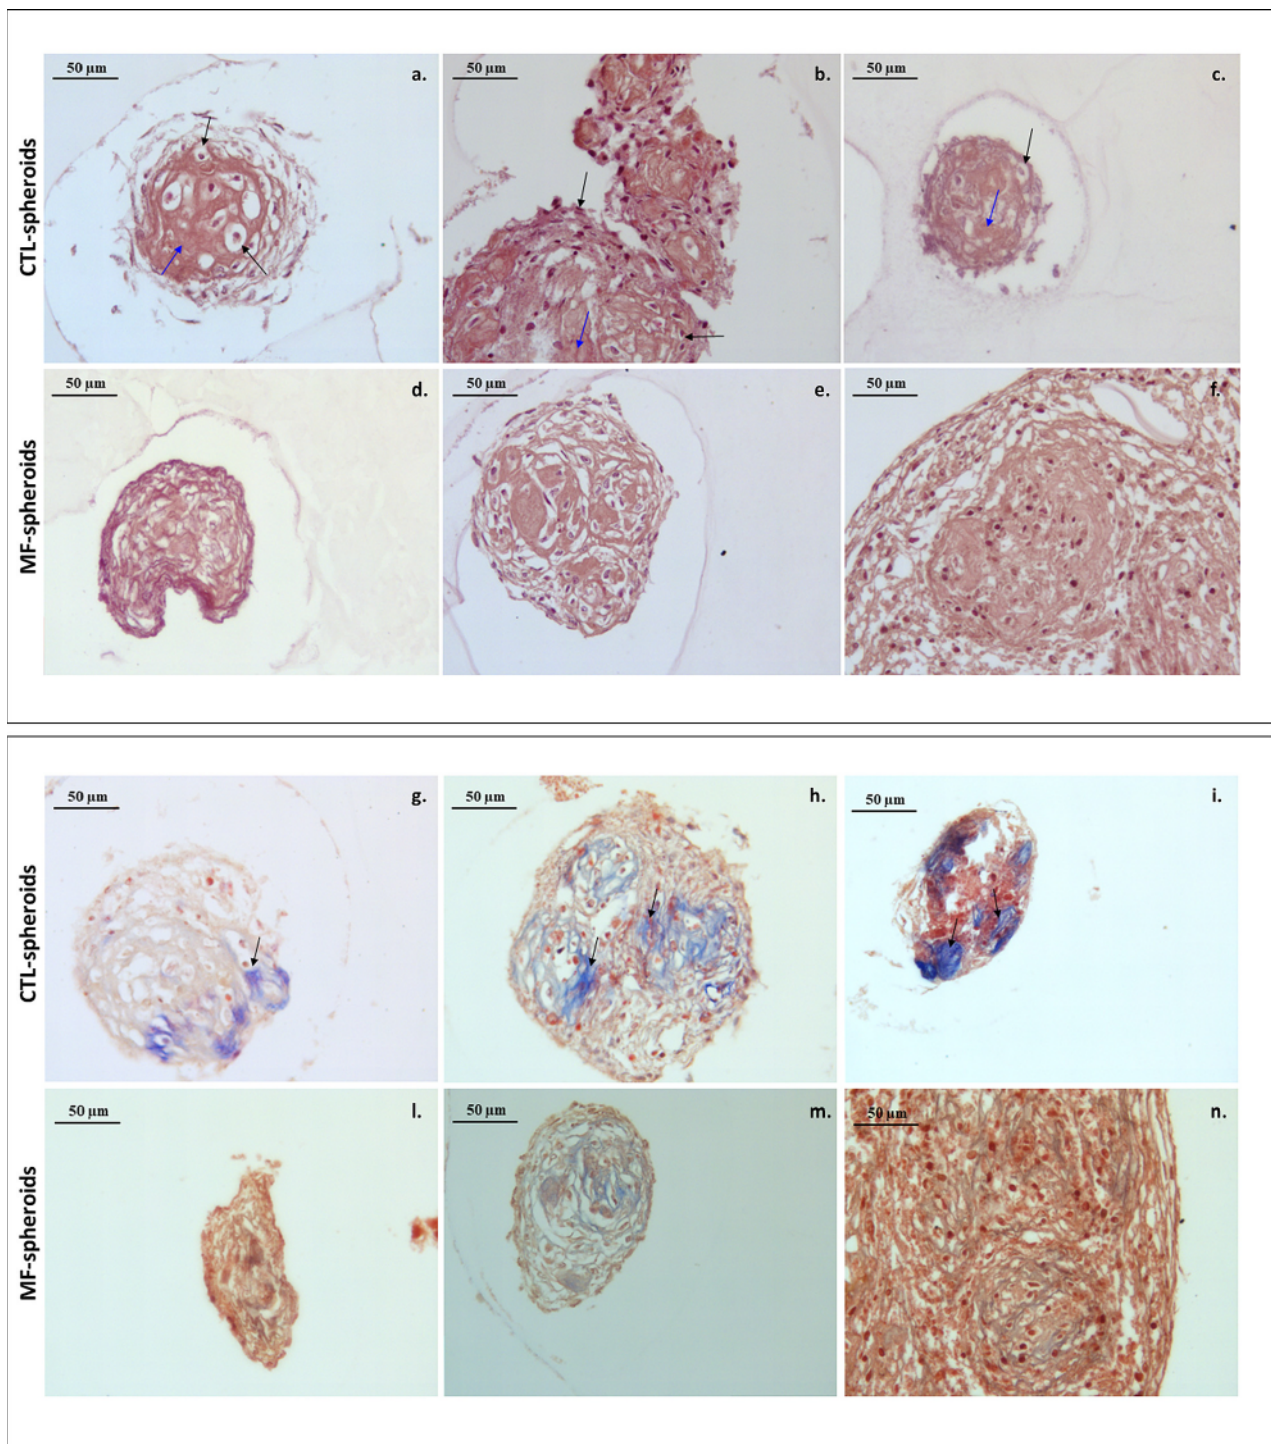 CTL-spheroids
50 µm
a.
50 µm
b.
50 µm
c.
MF-spheroids
50 µm
d.
50 µm
e.
50 µm
f.
CTL-spheroids
50 µm
g.
50 µm
h.
50 µm
i.
MF-spheroids
50 µm
l.
50 µm
m.
50 µm
n.